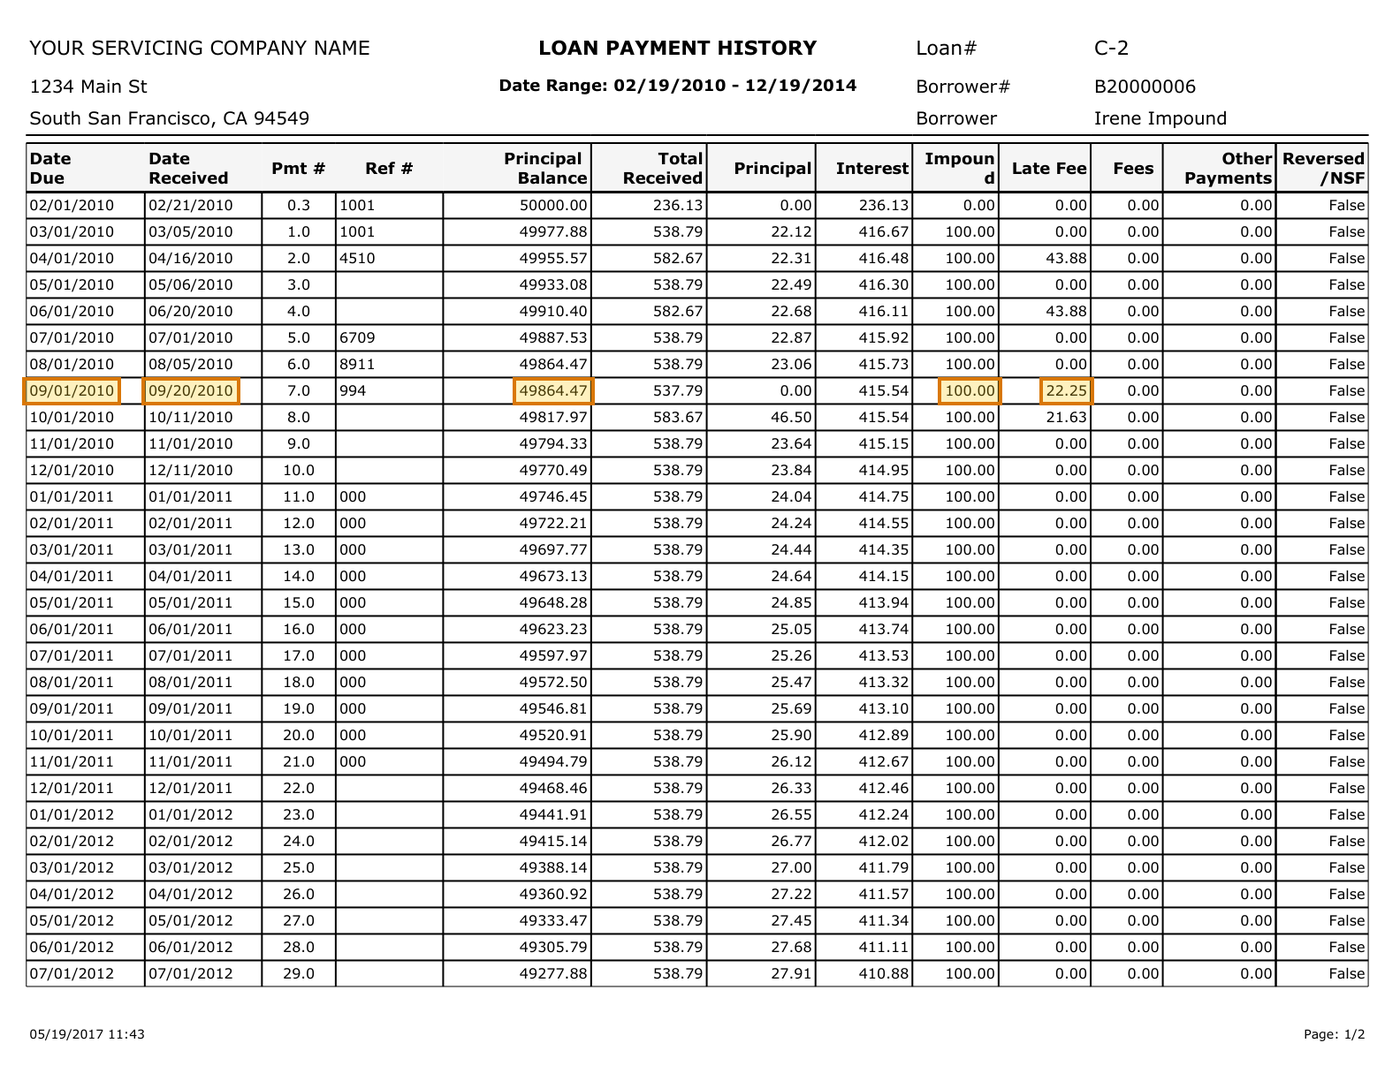 YOUR SERVICING COMPANY NAME LOAN PAYMENT HISTORY Loan# C-2
1234 Main St Date Range: 02/19/2010 - 12/19/2014 Borrower# B20000006
South San Francisco, CA 94549 Borrower Irene Impound
Date Due Date Received Pmt # Ref # Principal Balance Total Received Principal Interest Impound Late Fee Fees Other Payments Reversed/NSF
02/01/2010 02/21/2010 0.3 1001 50000.00 236.13 0.00 236.13 0.00 0.00 0.00 0.00 False
03/01/2010 03/05/2010 1.0 1001 49977.88 538.79 22.12 416.67 100.00 0.00 0.00 0.00 False
04/01/2010 04/16/2010 2.0 4510 49955.57 582.67 22.31 416.48 100.00 43.88 0.00 0.00 False
05/01/2010 05/06/2010 3.0 49933.08 538.79 22.49 416.30 100.00 0.00 0.00 0.00 False
06/01/2010 06/20/2010 4.0 49910.40 582.67 22.68 416.11 100.00 43.88 0.00 0.00 False
07/01/2010 07/01/2010 5.0 6709 49887.53 538.79 22.87 415.92 100.00 0.00 0.00 0.00 False
08/01/2010 08/05/2010 6.0 8911 49864.47 538.79 23.06 415.73 100.00 0.00 0.00 0.00 False
09/01/2010 09/20/2010 7.0 994 49864.47 537.79 0.00 415.54 100.00 22.25 0.00 0.00 False
10/01/2010 10/11/2010 8.0 49817.97 583.67 46.50 415.54 100.00 21.63 0.00 0.00 False
11/01/2010 11/01/2010 9.0 49794.33 538.79 23.64 415.15 100.00 0.00 0.00 0.00 False
12/01/2010 12/11/2010 10.0 49770.49 538.79 23.84 414.95 100.00 0.00 0.00 0.00 False
01/01/2011 01/01/2011 11.0 000 49746.45 538.79 24.04 414.75 100.00 0.00 0.00 0.00 False
02/01/2011 02/01/2011 12.0 000 49722.21 538.79 24.24 414.55 100.00 0.00 0.00 0.00 False
03/01/2011 03/01/2011 13.0 000 49697.77 538.79 24.44 414.35 100.00 0.00 0.00 0.00 False
04/01/2011 04/01/2011 14.0 000 49673.13 538.79 24.64 414.15 100.00 0.00 0.00 0.00 False
05/01/2011 05/01/2011 15.0 000 49648.28 538.79 24.85 413.94 100.00 0.00 0.00 0.00 False
06/01/2011 06/01/2011 16.0 000 49623.23 538.79 25.05 413.74 100.00 0.00 0.00 0.00 False
07/01/2011 07/01/2011 17.0 000 49597.97 538.79 25.26 413.53 100.00 0.00 0.00 0.00 False
08/01/2011 08/01/2011 18.0 000 49572.50 538.79 25.47 413.32 100.00 0.00 0.00 0.00 False
09/01/2011 09/01/2011 19.0 000 49546.81 538.79 25.69 413.10 100.00 0.00 0.00 0.00 False
10/01/2011 10/01/2011 20.0 000 49520.91 538.79 25.90 412.89 100.00 0.00 0.00 0.00 False
11/01/2011 11/01/2011 21.0 000 49494.79 538.79 26.12 412.67 100.00 0.00 0.00 0.00 False
12/01/2011 12/01/2011 22.0 49468.46 538.79 26.33 412.46 100.00 0.00 0.00 0.00 False
01/01/2012 01/01/2012 23.0 49441.91 538.79 26.55 412.24 100.00 0.00 0.00 0.00 False
02/01/2012 02/01/2012 24.0 49415.14 538.79 26.77 412.02 100.00 0.00 0.00 0.00 False
03/01/2012 03/01/2012 25.0 49388.14 538.79 27.00 411.79 100.00 0.00 0.00 0.00 False
04/01/2012 04/01/2012 26.0 49360.92 538.79 27.22 411.57 100.00 0.00 0.00 0.00 False
05/01/2012 05/01/2012 27.0 49333.47 538.79 27.45 411.34 100.00 0.00 0.00 0.00 False
06/01/2012 06/01/2012 28.0 49305.79 538.79 27.68 411.11 100.00 0.00 0.00 0.00 False
07/01/2012 07/01/2012 29.0 49277.88 538.79 27.91 410.88 100.00 0.00 0.00 0.00 False
05/19/2017 11:43 Page: 1/2